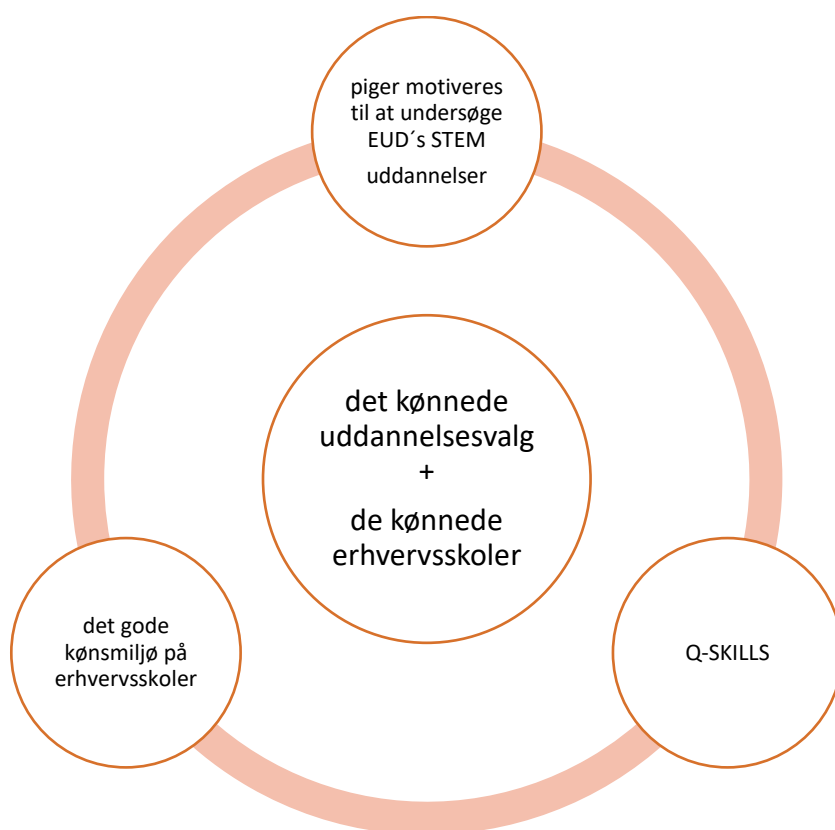 piger motiveres
til at undersøge
EUD´s STEM
uddannelser
det kønnede
uddannelsesvalg
+
de kønnede
erhvervsskoler
det gode
kønsmiljø på
erhvervsskoler
Q-SKILLS